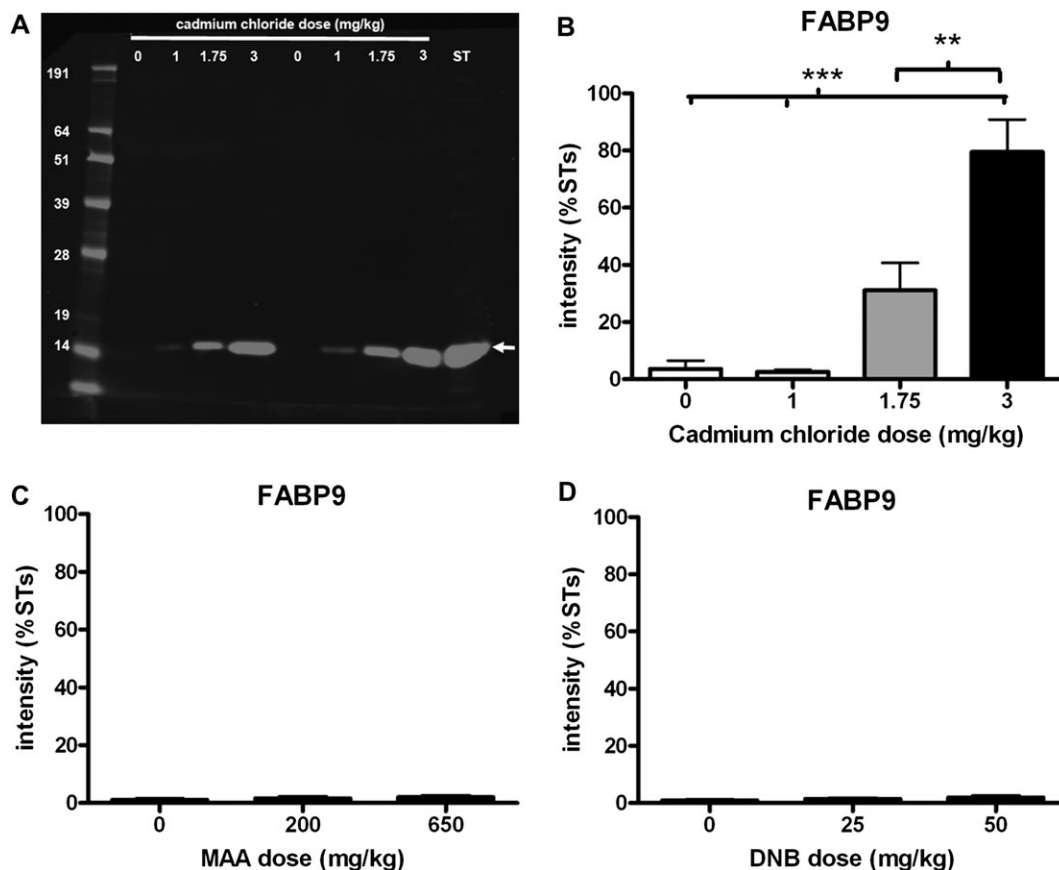 A
cadmium chloride dose (mg/kg)
0 1 1.75 3 0 1 1.75 3 ST
191
64
51
39
28
19
14
B
FABP9
**
***
100
80
60
40
20
0
intensity (%STs)
0 1 1.75 3
Cadmium chloride dose (mg/kg)
C
FABP9
100
80
60
40
20
0
intensity (%STs)
0 200 650
MAA dose (mg/kg)
D
FABP9
100
80
60
40
20
0
intensity (%STs)
0 25 50
DNB dose (mg/kg)